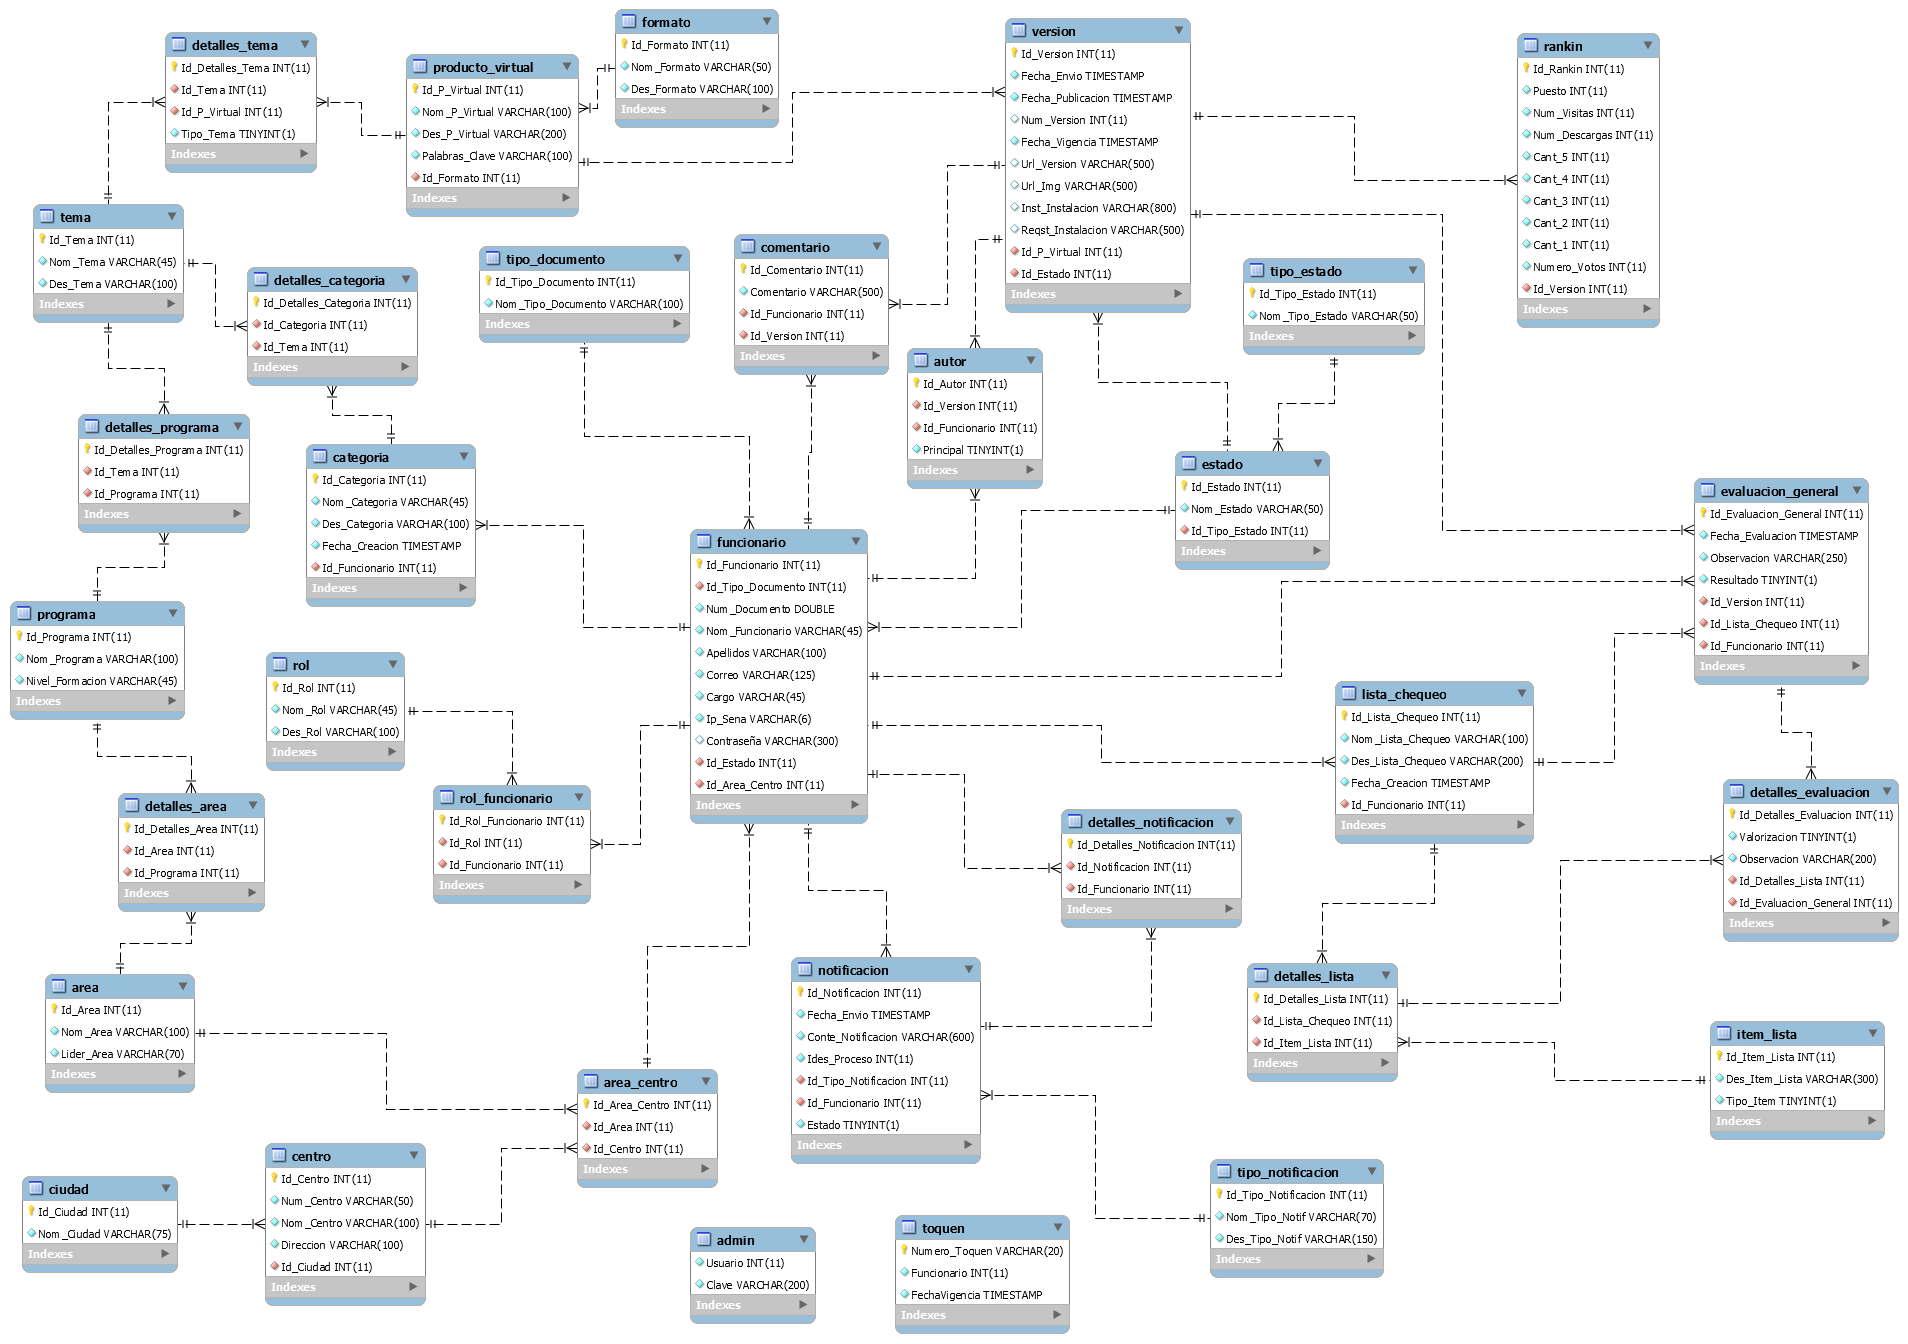 detalles_tema
Id_Detalles_Tema INT(11)
Id_Tema INT(11)
Id_P_Virtual INT(11)
Tipo_Tema TINYINT(1)
Indexes
producto_virtual
Id_P_Virtual INT(11)
Nom_P_Virtual VARCHAR(100)
Des_P_Virtual VARCHAR(200)
Palabras_Clave VARCHAR(100)
Id_Formato INT(11)
Indexes
formato
Id_Formato INT(11)
Nom_Formato VARCHAR(50)
Des_Formato VARCHAR(100)
Indexes
version
Id_Version INT(11)
Fecha_Envio TIMESTAMP
Fecha_Publicacion TIMESTAMP
Num_Version INT(11)
Fecha_Vigencia TIMESTAMP
Url_Version VARCHAR(500)
Url_Img VARCHAR(500)
Inst_Instalacion VARCHAR(800)
Reqst_Instalacion VARCHAR(500)
Id_P_Virtual INT(11)
Id_Estado INT(11)
Indexes
rankin
Id_Rankin INT(11)
Puesto INT(11)
Num_Visitas INT(11)
Num_Descargas INT(11)
Cant_5 INT(11)
Cant_4 INT(11)
Cant_3 INT(11)
Cant_2 INT(11)
Cant_1 INT(11)
Numero_Votos INT(11)
Id_Version INT(11)
Indexes
tema
Id_Tema INT(11)
Nom_Tema VARCHAR(45)
Des_Tema VARCHAR(100)
Indexes
detalles_categoria
Id_Detalles_Categoria INT(11)
Id_Categoria INT(11)
Id_Tema INT(11)
Indexes
tipo_documento
Id_Tipo_Documento INT(11)
Nom_Tipo_Documento VARCHAR(100)
Indexes
comentario
Id_Comentario INT(11)
Comentario VARCHAR(500)
Id_Funcionario INT(11)
Id_Version INT(11)
Indexes
tipo_estado
Id_Tipo_Estado INT(11)
Nom_Tipo_Estado VARCHAR(50)
Indexes
autor
Id_Autor INT(11)
Id_Version INT(11)
Id_Funcionario INT(11)
Principal TINYINT(1)
Indexes
detalles_programa
Id_Detalles_Programa INT(11)
Id_Tema INT(11)
Id_Programa INT(11)
Indexes
categoria
Id_Categoria INT(11)
Nom_Categoria VARCHAR(45)
Des_Categoria VARCHAR(100)
Fecha_Creacion TIMESTAMP
Id_Funcionario INT(11)
Indexes
estado
Id_Estado INT(11)
Nom_Estado VARCHAR(50)
Id_Tipo_Estado INT(11)
Indexes
evaluacion_general
Id_Evaluacion_General INT(11)
Fecha_Evaluacion TIMESTAMP
Observacion VARCHAR(250)
Resultado TINYINT(1)
Id_Version INT(11)
Id_Lista_Chequeo INT(11)
Id_Funcionario INT(11)
Indexes
funcionario
Id_Funcionario INT(11)
Id_Tipo_Documento INT(11)
Num_Documento DOUBLE
Nom_Funcionario VARCHAR(45)
Apellidos VARCHAR(100)
Correo VARCHAR(125)
Cargo VARCHAR(45)
Ip_Sena VARCHAR(6)
Contraseña VARCHAR(300)
Id_Estado INT(11)
Id_Area_Centro INT(11)
Indexes
programa
Id_Programa INT(11)
Nom_Programa VARCHAR(100)
Nivel_Formacion VARCHAR(45)
Indexes
rol
Id_Rol INT(11)
Nom_Rol VARCHAR(45)
Des_Rol VARCHAR(100)
Indexes
lista_chequeo
Id_Lista_Chequeo INT(11)
Nom_Lista_Chequeo VARCHAR(100)
Des_Lista_Chequeo VARCHAR(200)
Fecha_Creacion TIMESTAMP
Id_Funcionario INT(11)
Indexes
detalles_evaluacion
Id_Detalles_Evaluacion INT(11)
Valorizacion TINYINT(1)
Observacion VARCHAR(200)
Id_Detalles_Lista INT(11)
Id_Evaluacion_General INT(11)
Indexes
detalles_area
Id_Detalles_Area INT(11)
Id_Area INT(11)
Id_Programa INT(11)
Indexes
rol_funcionario
Id_Rol_Funcionario INT(11)
Id_Rol INT(11)
Id_Funcionario INT(11)
Indexes
detalles_notificacion
Id_Detalles_Notificacion INT(11)
Id_Notificacion INT(11)
Id_Funcionario INT(11)
Indexes
area
Id_Area INT(11)
Nom_Area VARCHAR(100)
Lider_Area VARCHAR(70)
Indexes
notificacion
Id_Notificacion INT(11)
Fecha_Envio TIMESTAMP
Conte_Notificacion VARCHAR(600)
Ides_Proceso INT(11)
Id_Tipo_Notificacion INT(11)
Id_Funcionario INT(11)
Estado TINYINT(1)
Indexes
detalles_lista
Id_Detalles_Lista INT(11)
Id_Lista_Chequeo INT(11)
Id_Item_Lista INT(11)
Indexes
item_lista
Id_Item_Lista INT(11)
Des_Item_Lista VARCHAR(300)
Tipo_Item TINYINT(1)
Indexes
area_centro
Id_Area_Centro INT(11)
Id_Area INT(11)
Id_Centro INT(11)
Indexes
centro
Id_Centro INT(11)
Num_Centro VARCHAR(50)
Nom_Centro VARCHAR(100)
Direccion VARCHAR(100)
Id_Ciudad INT(11)
Indexes
ciudad
Id_Ciudad INT(11)
Nom_Ciudad VARCHAR(75)
Indexes
tipo_notificacion
Id_Tipo_Notificacion INT(11)
Nom_Tipo_Notif VARCHAR(70)
Des_Tipo_Notif VARCHAR(150)
Indexes
admin
Usuario INT(11)
Clave VARCHAR(200)
Indexes
toquen
Numero_Toquen VARCHAR(20)
Funcionario INT(11)
FechaVigencia TIMESTAMP
Indexes